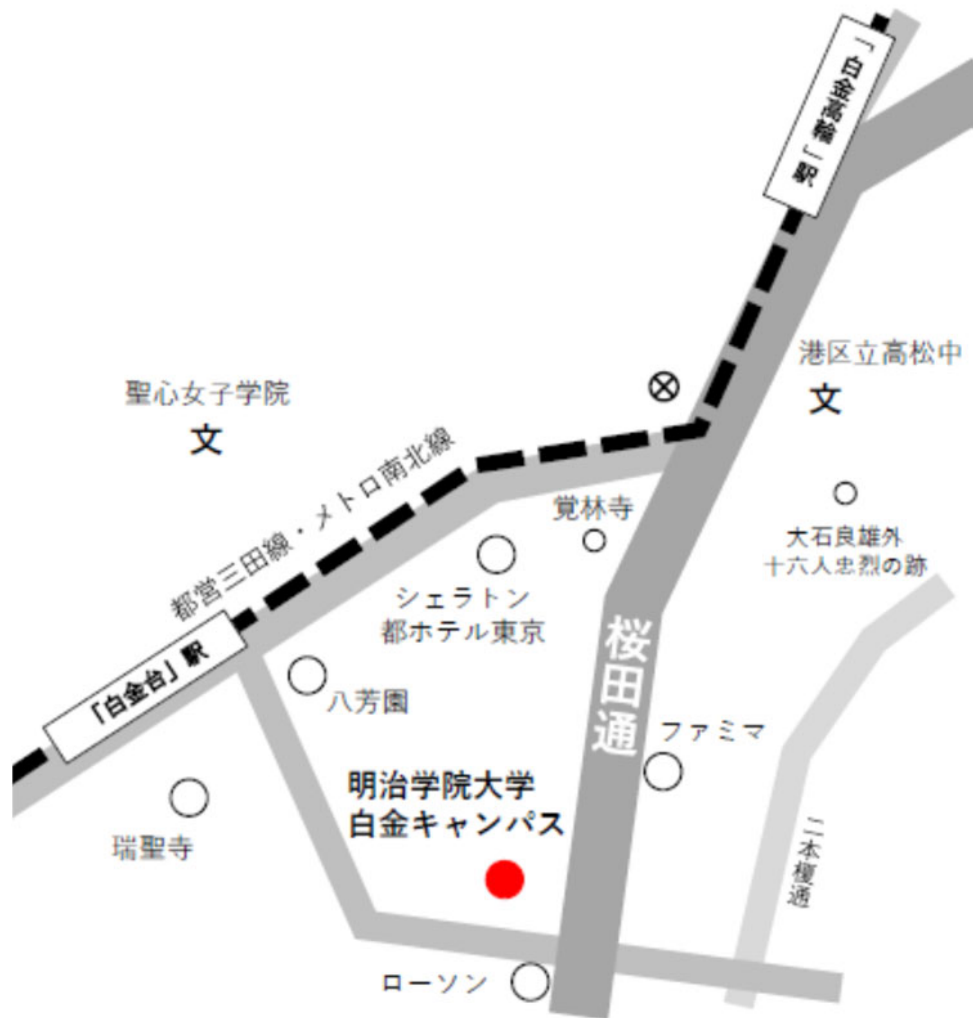 「白金高輪」駅
港区立高松中
文
聖心女子学院
文
都営三田線・メトロ南北線
覚林寺
大石良雄外
十六人忠烈の跡
シェラトン
都ホテル東京
「白金台」駅
八芳園
桜田通
ファミマ
明治学院大学
白金キャンパス
瑞聖寺
二本榎通
ローソン